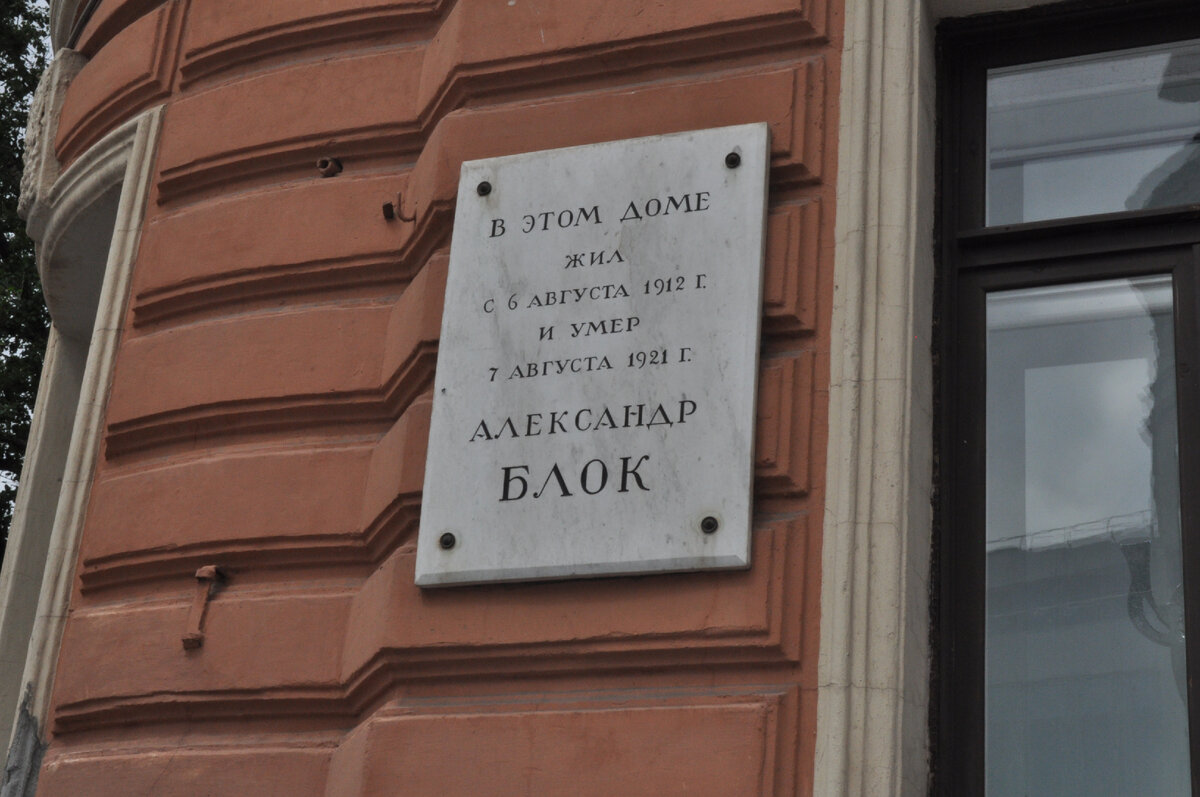 В ЭТОМ ДОМЕ
ЖИЛ
С 6 АВГУСТА 1912 Г.
И УМЕР
7 АВГУСТА 1921 Г.
АЛЕКСАНДР
БЛОК